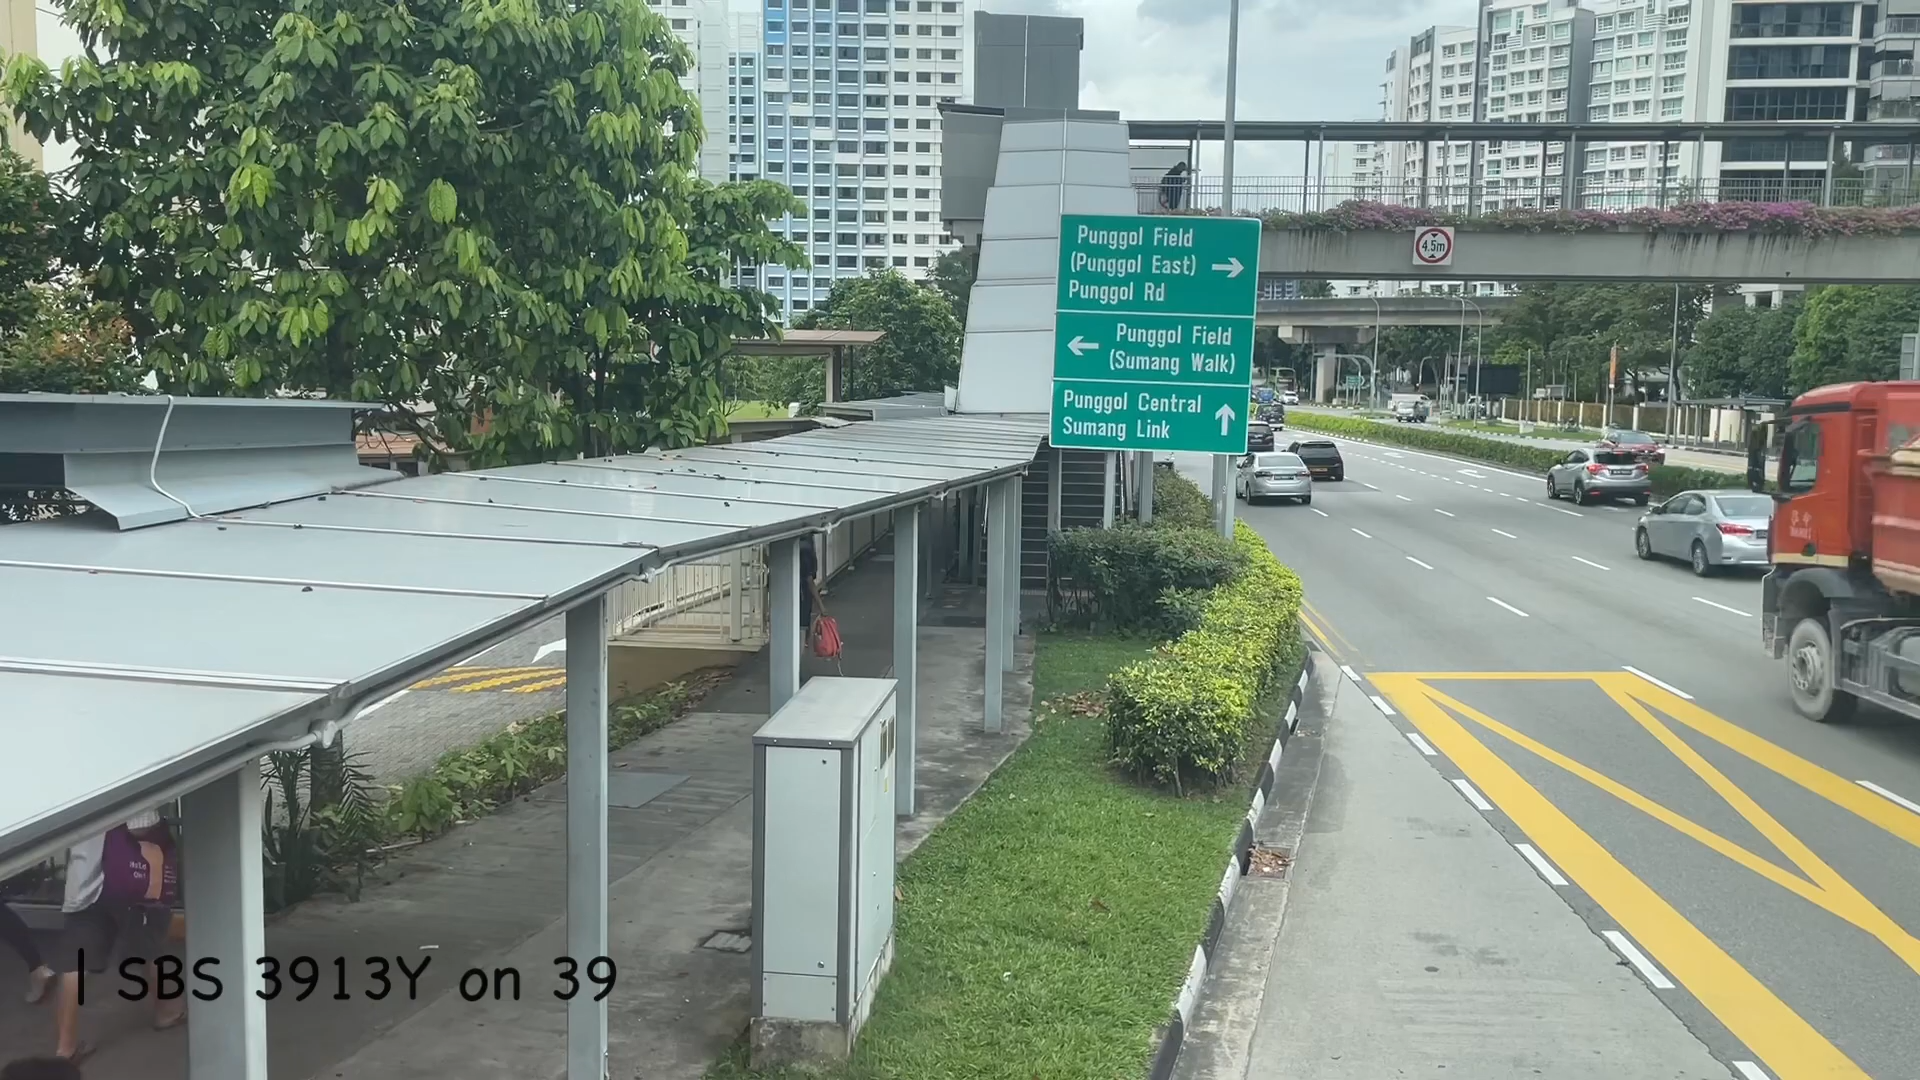 Punggol Field
(Punggol East)
Punggol Rd
Punggol Field
(Sumang Walk)
Punggol Central
Sumang Link
4.5m
| SBS 3913Y on 39